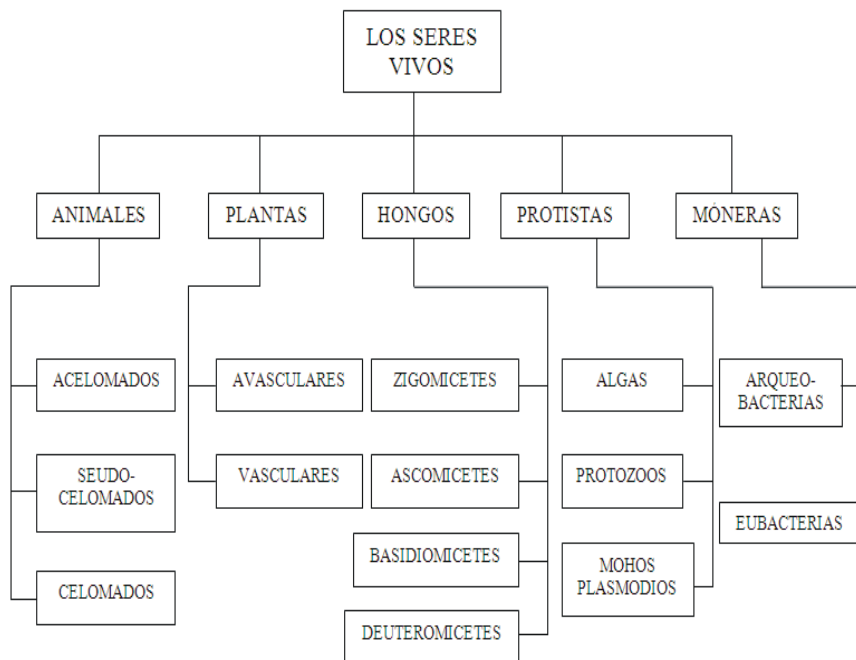 LOS SERES
VIVOS
ANIMALES
PLANTAS
HONGOS
PROTISTAS
MÓNERAS
ACELOMADOS
AVASCULARES
ZIGOMICETES
ALGAS
ARQUEO-
BACTERIAS
SEUDO-
CELOMADOS
VASCULARES
ASCOMICETES
PROTOZOOS
EUBACTERIAS
BASIDIOMICETES
MOHOS
PLASMODIOS
CELOMADOS
DEUTEROMICETES